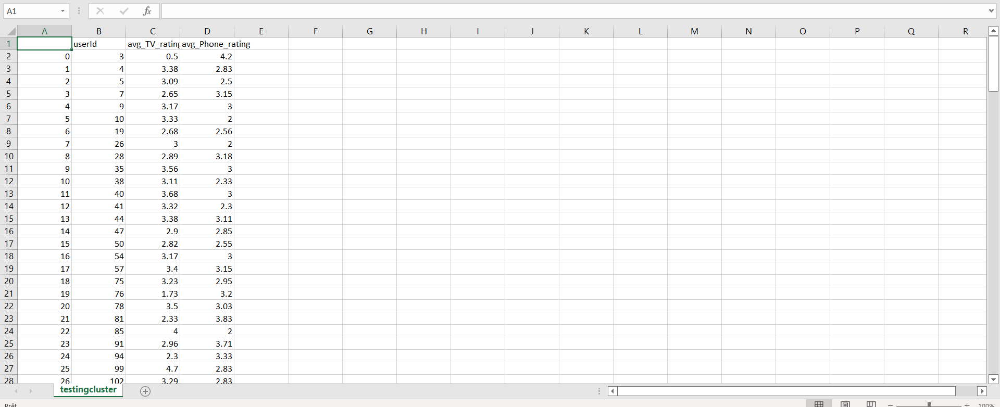 A1
fx
A B C D E F G H I J K L M N O P Q R
1 userId avg_TV_rating avg_Phone_rating
2 0 3 0.5 4.2
3 1 4 3.38 2.83
4 2 5 3.09 2.5
5 3 7 2.65 3.15
6 4 9 3.17 3
7 5 10 3.33 2
8 6 19 2.68 2.56
9 7 26 3 2
10 8 28 2.89 3.18
11 9 35 3.56 3
12 10 38 3.11 2.33
13 11 40 3.68 3
14 12 41 3.32 2.3
15 13 44 3.38 3.11
16 14 47 2.9 2.85
17 15 50 2.82 2.55
18 16 54 3.17 3
19 17 57 3.4 3.15
20 18 75 3.23 2.95
21 19 76 1.73 3.2
22 20 78 3.5 3.03
23 21 81 2.33 3.83
24 22 85 4 2
25 23 91 2.96 3.71
26 24 94 2.3 3.33
27 25 99 4.7 2.83
28 26 102 3.29 2.83
testingcluster
Prêt 100%